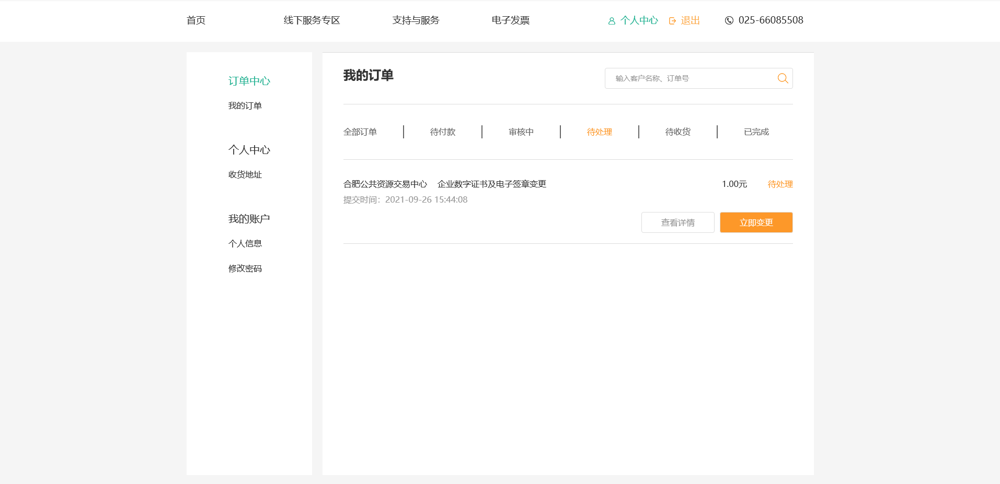 首页 线下服务专区 支持与服务 电子发票 个人中心 退出 025-66085508
订单中心
我的订单
个人中心
收货地址
我的账户
个人信息
修改密码
我的订单
输入客户名称、订单号
全部订单 待付款 审核中 待处理 待收货 已完成
合肥公共资源交易中心 企业数字证书及电子签章变更 1.00元 待处理
提交时间：2021-09-26 15:44:08
查看详情 立即变更